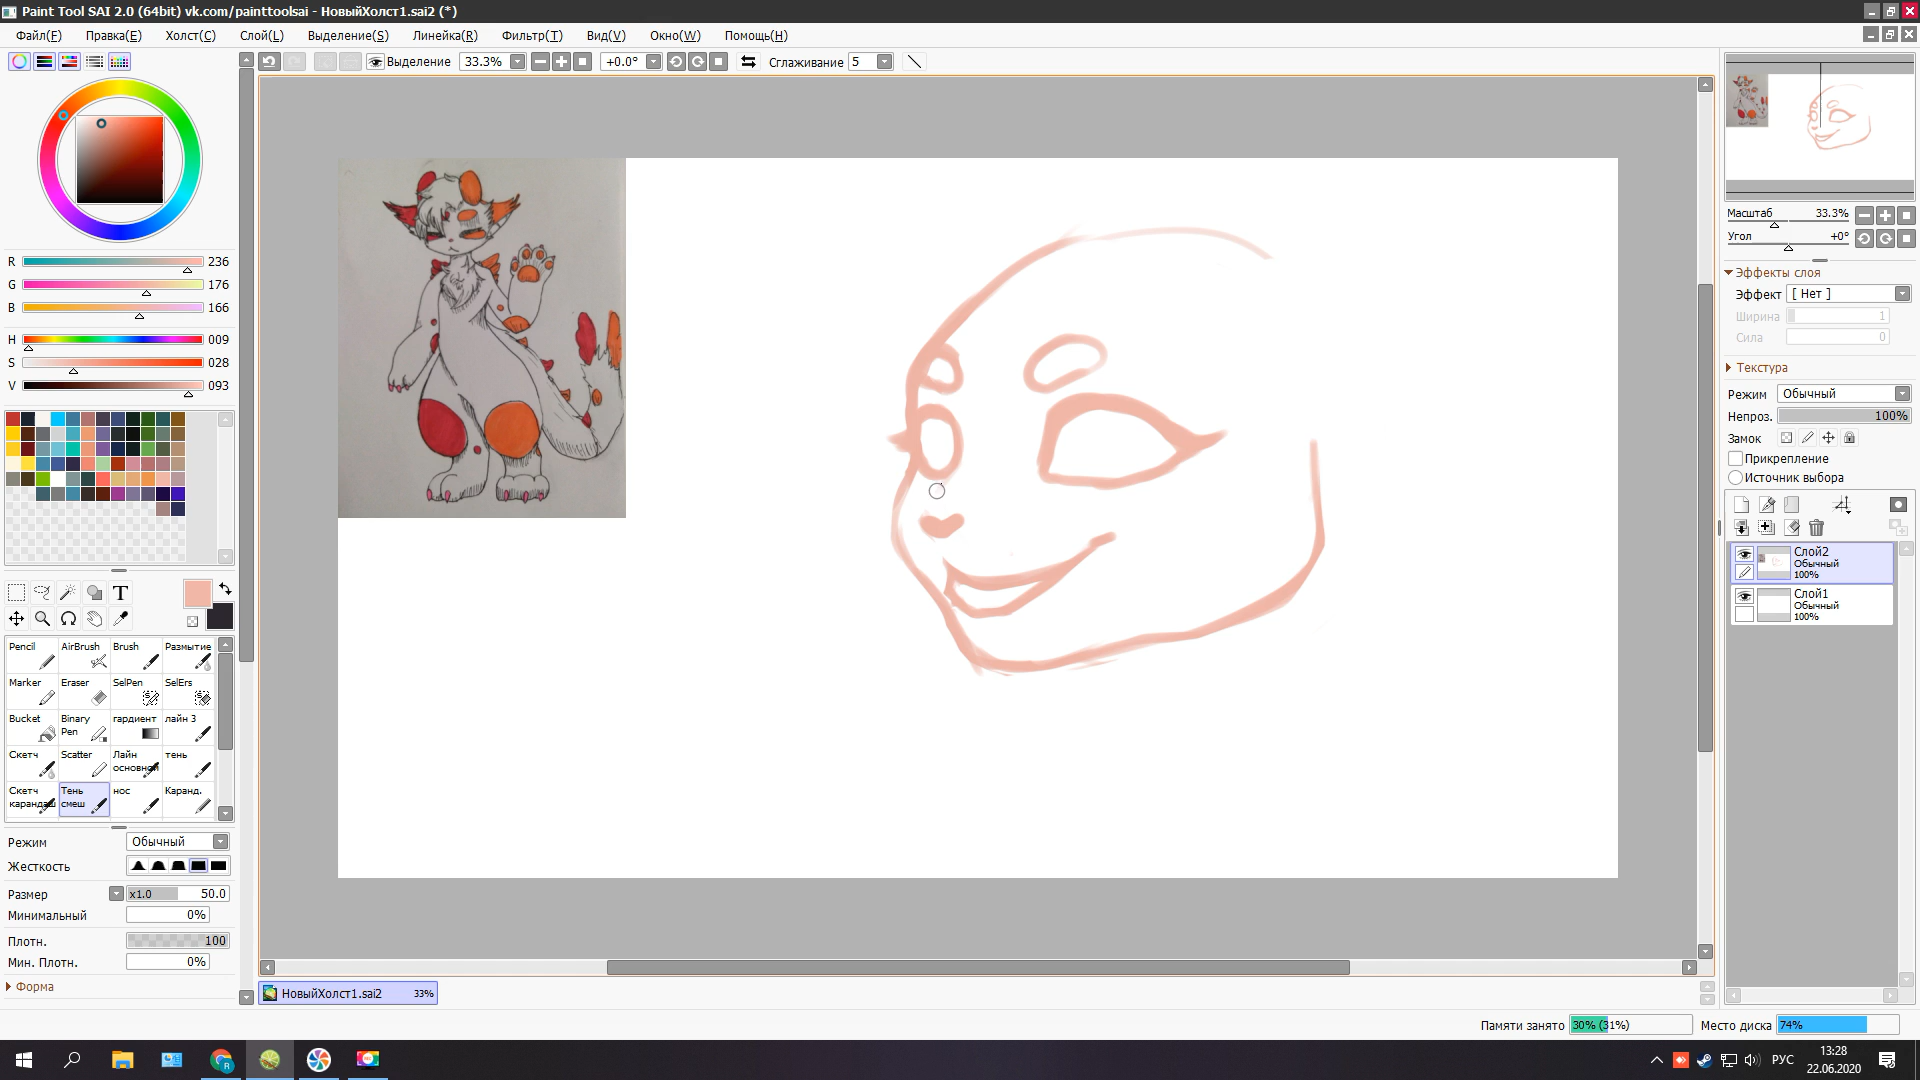 Paint Tool SAI 2.0 (64bit) vk.com/painttoolsai - НовыйХолст1.sai2 (*)
Файл(F) Правка(E) Холст(C) Слой(L) Выделение(S) Линейка(R) Фильтр(T) Вид(V) Окно(W) Помощь(H)
Выделение 33.3% +0.0° Сглаживание 5
R 236
G 176
B 166
H 009
S 028
V 093
T
Pencil AirBrush Brush Размытие
Marker Eraser SelPen SelErs
Bucket Binary Pen гардиент лайн 3
Скетч Scatter Лайн основной тень
Скетч карандаш Тень смеш нос Каранд.
Режим Обычный
Жесткость
Размер x1.0 50.0
Минимальный 0%
Плотн. 100
Мин. Плотн. 0%
Форма
НовыйХолст1.sai2 33%
Масштаб 33.3%
Угол +0°
Эффекты слоя
Эффект [ Нет ]
Ширина 1
Сила 0
Текстура
Режим Обычный
Непроз. 100%
Замок
Прикрепление
Источник выбора
Слой2
Обычный
100%
Слой1
Обычный
100%
Памяти занято 30% (31%) Место диска 74%
РУС
13:28
22.06.2020